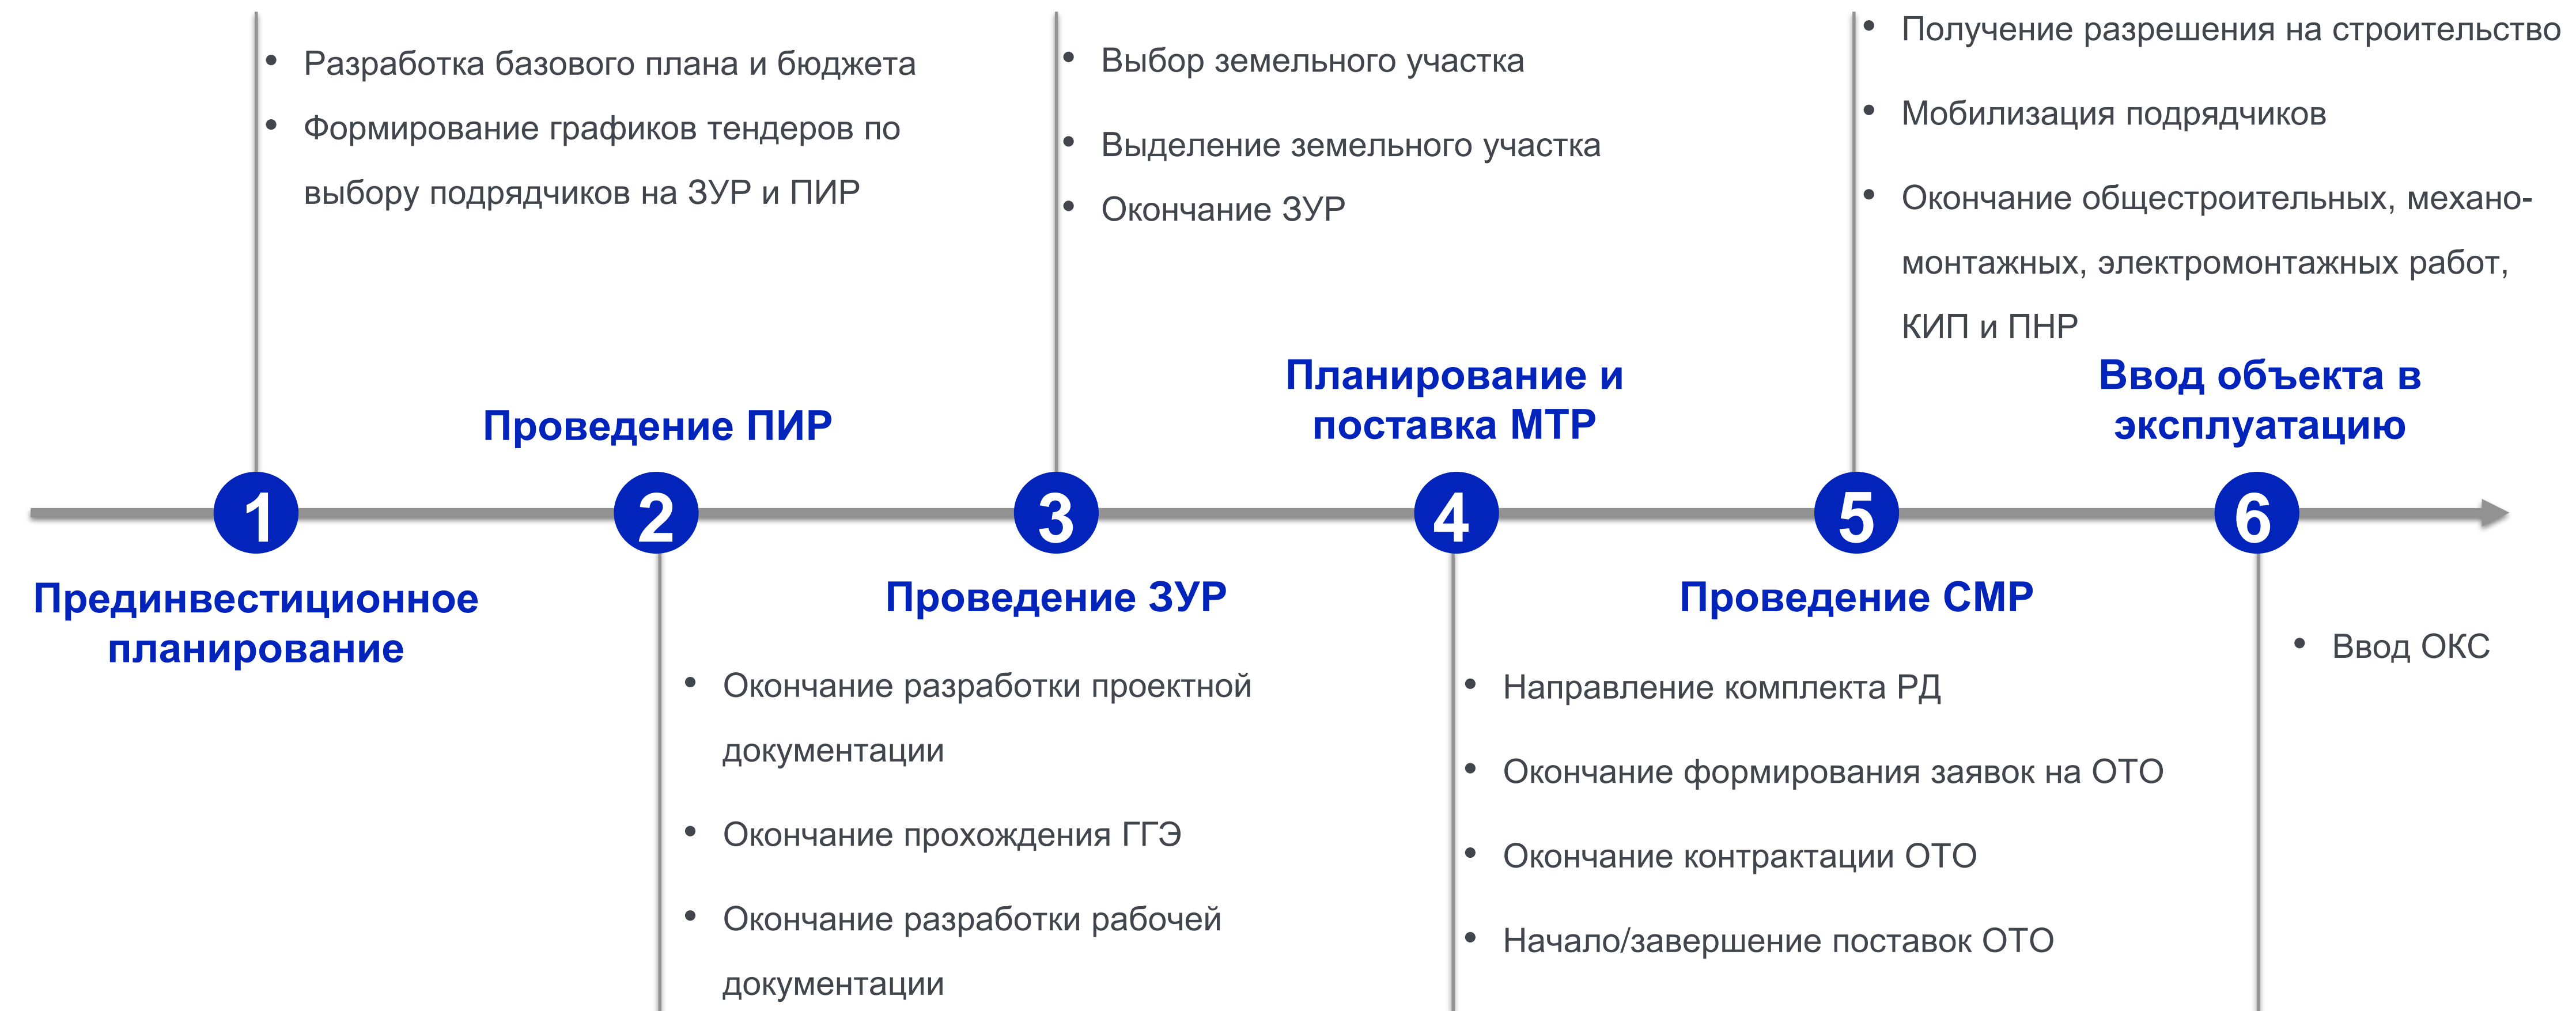 • Разработка базового плана и бюджета
• Формирование графиков тендеров по
выбору подрядчиков на ЗУР и ПИР
• Выбор земельного участка
• Выделение земельного участка
• Окончание ЗУР
• Получение разрешения на строительство
• Мобилизация подрядчиков
• Окончание общестроительных, механо-
монтажных, электромонтажных работ,
КИП и ПНР
Проведение ПИР
Планирование и
поставка МТР
Ввод объекта в
эксплуатацию
1
2
3
4
5
6
Прединвестиционное
планирование
Проведение ЗУР
Проведение СМР
• Окончание разработки проектной
документации
• Окончание прохождения ГГЭ
• Окончание разработки рабочей
документации
• Направление комплекта РД
• Окончание формирования заявок на ОТО
• Окончание контрактации ОТО
• Начало/завершение поставок ОТО
• Ввод ОКС